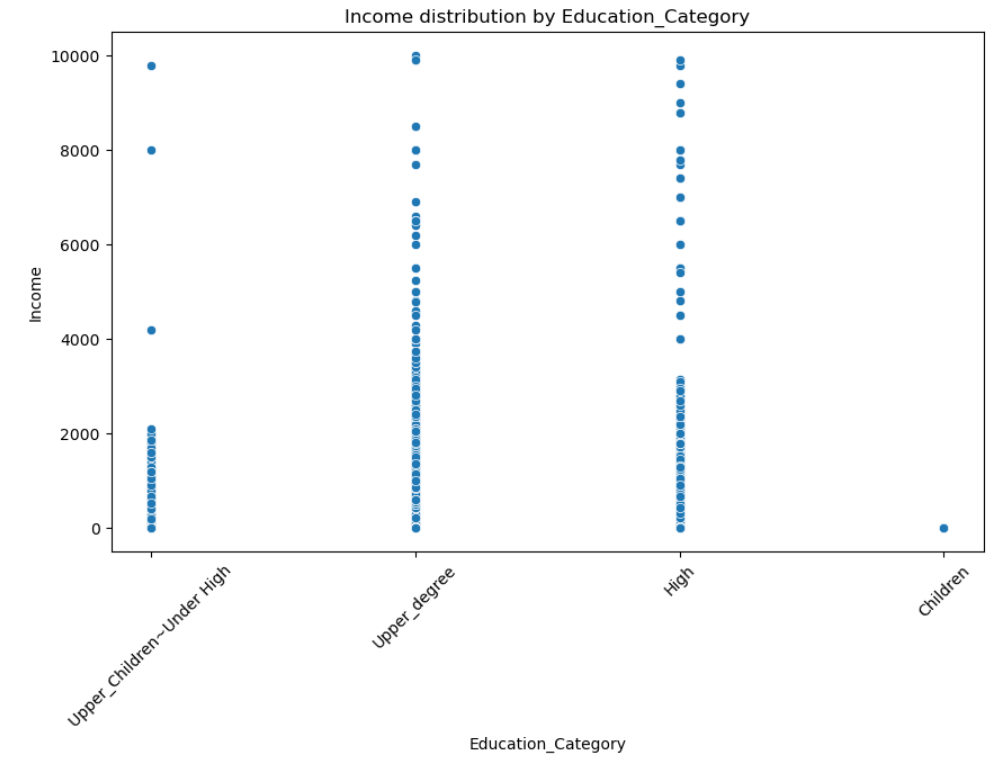 Income distribution by Education_Category
10000
8000
6000
4000
2000
0
Income
Upper_Children~Under High
Upper_degree
High
Children
Education_Category